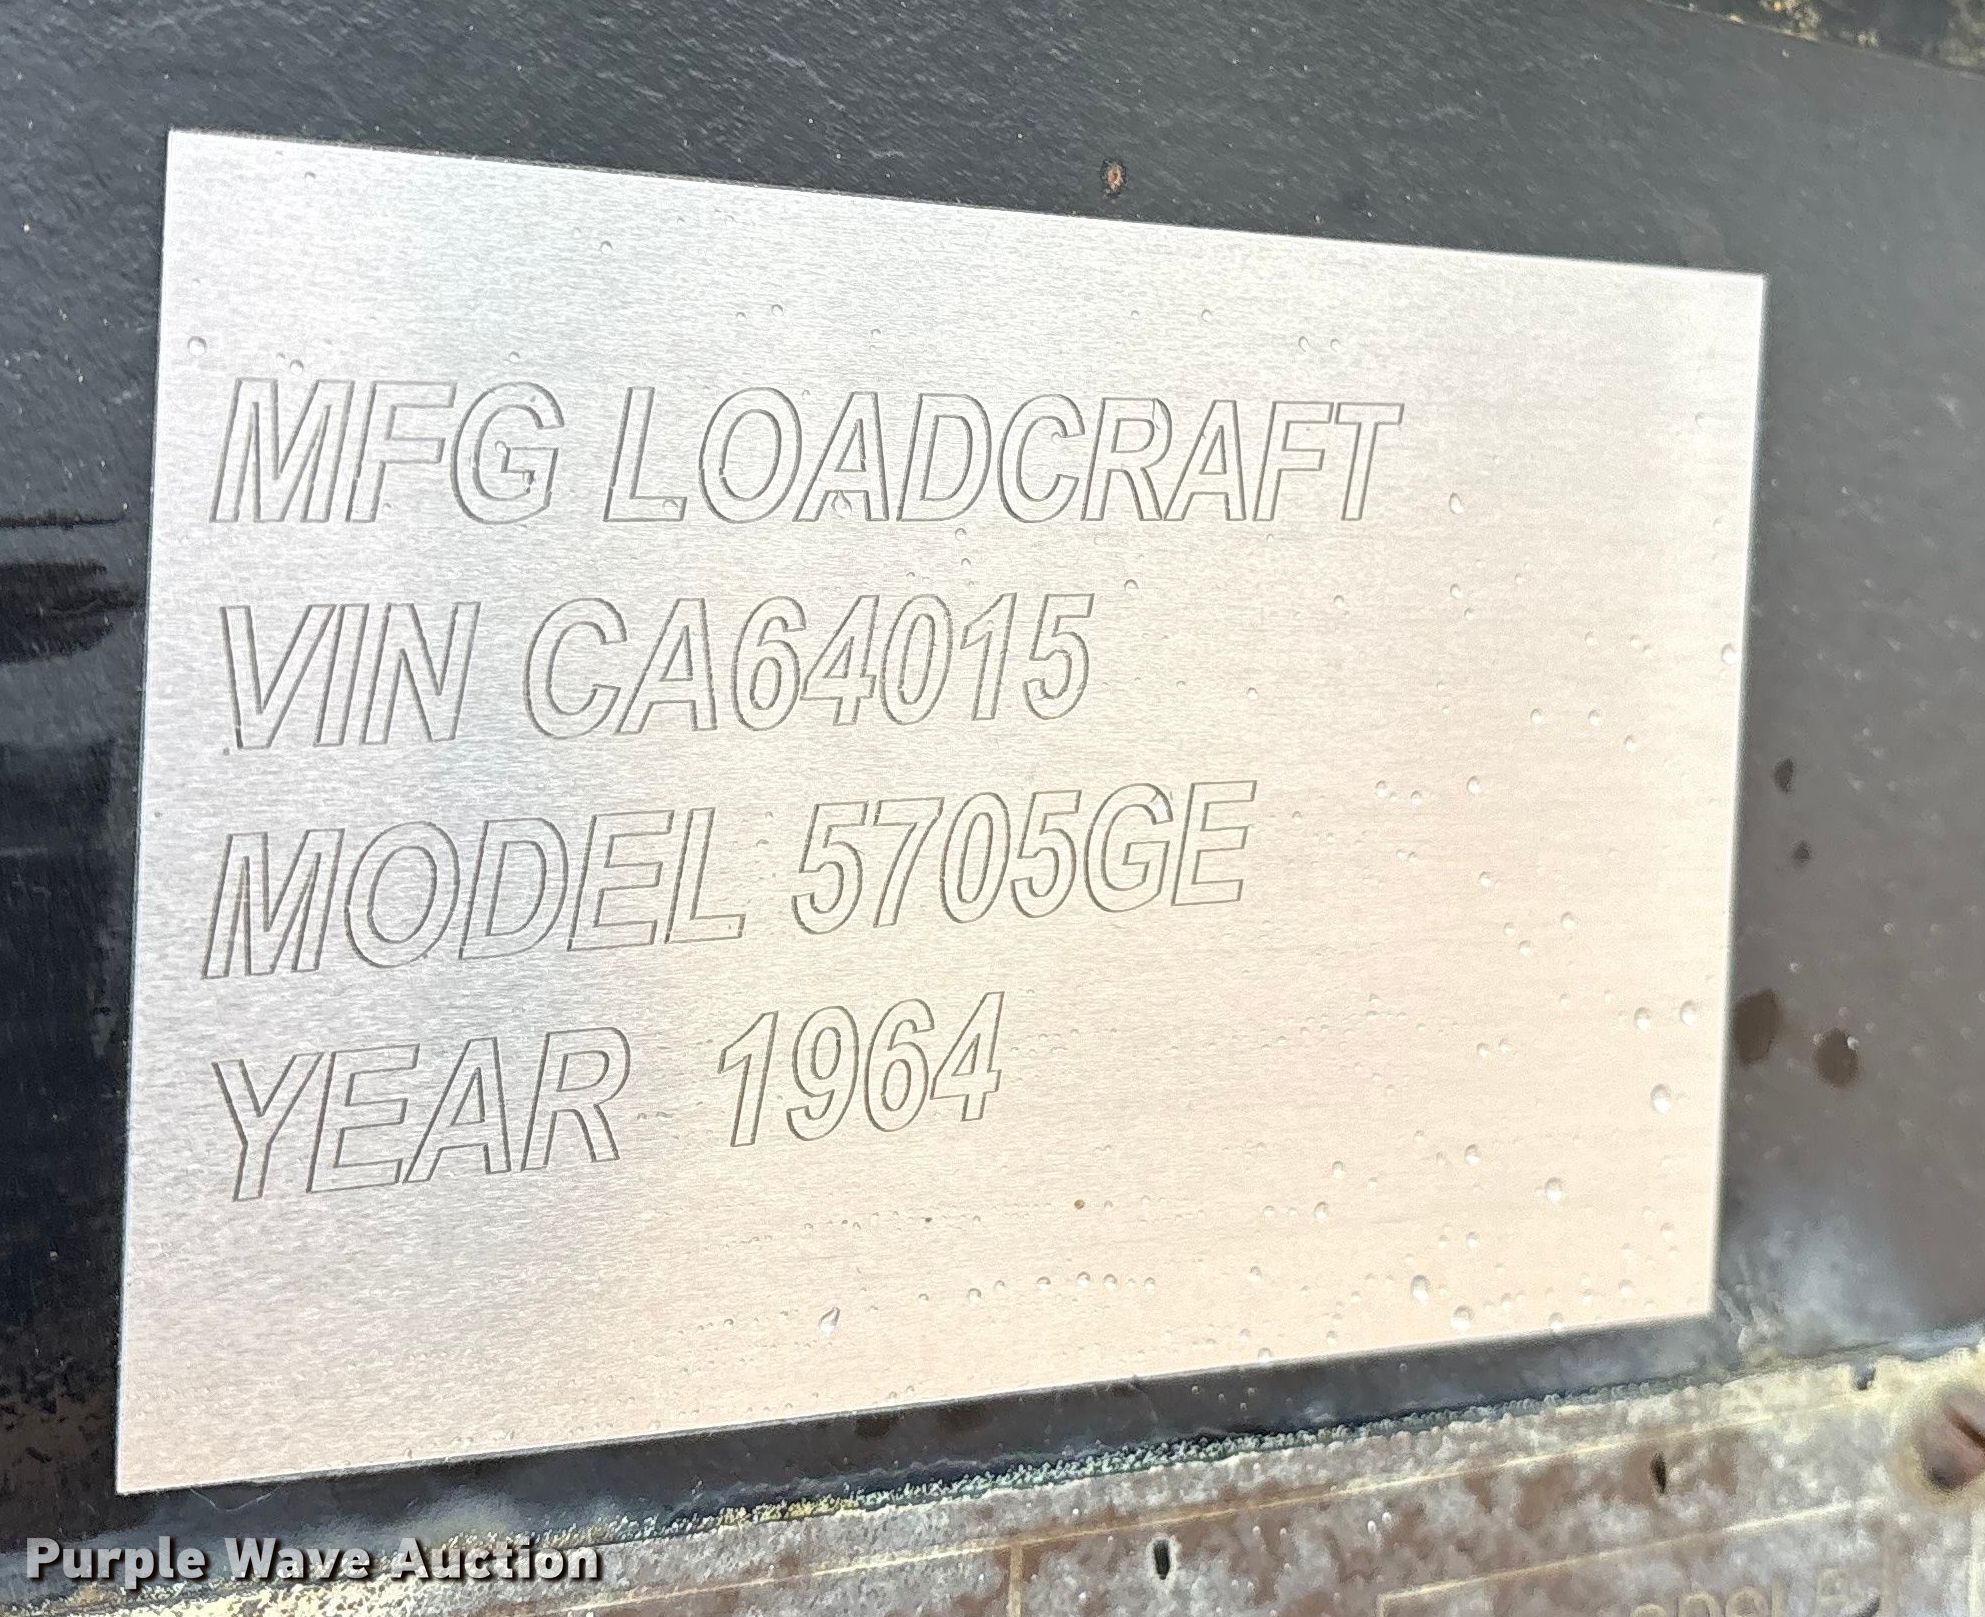 MFG LOADCRAFT
VIN CA64015
MODEL 5705GE
YEAR 1964
Purple Wave Auction